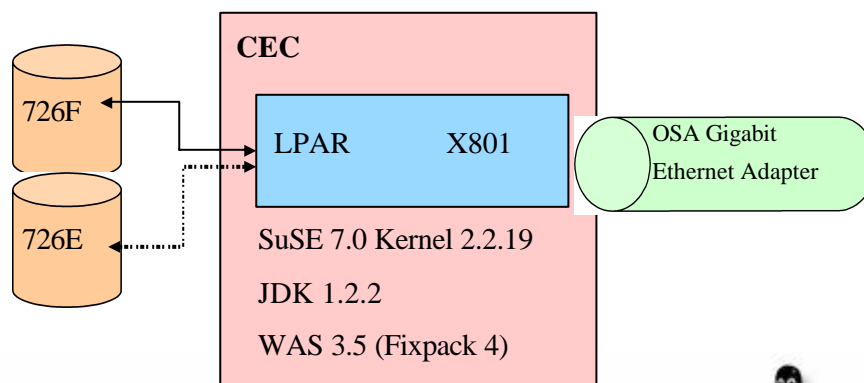 CEC
726F
LPAR X801
OSA Gigabit
Ethernet Adapter
726E
SuSE 7.0 Kernel 2.2.19
JDK 1.2.2
WAS 3.5 (Fixpack 4)